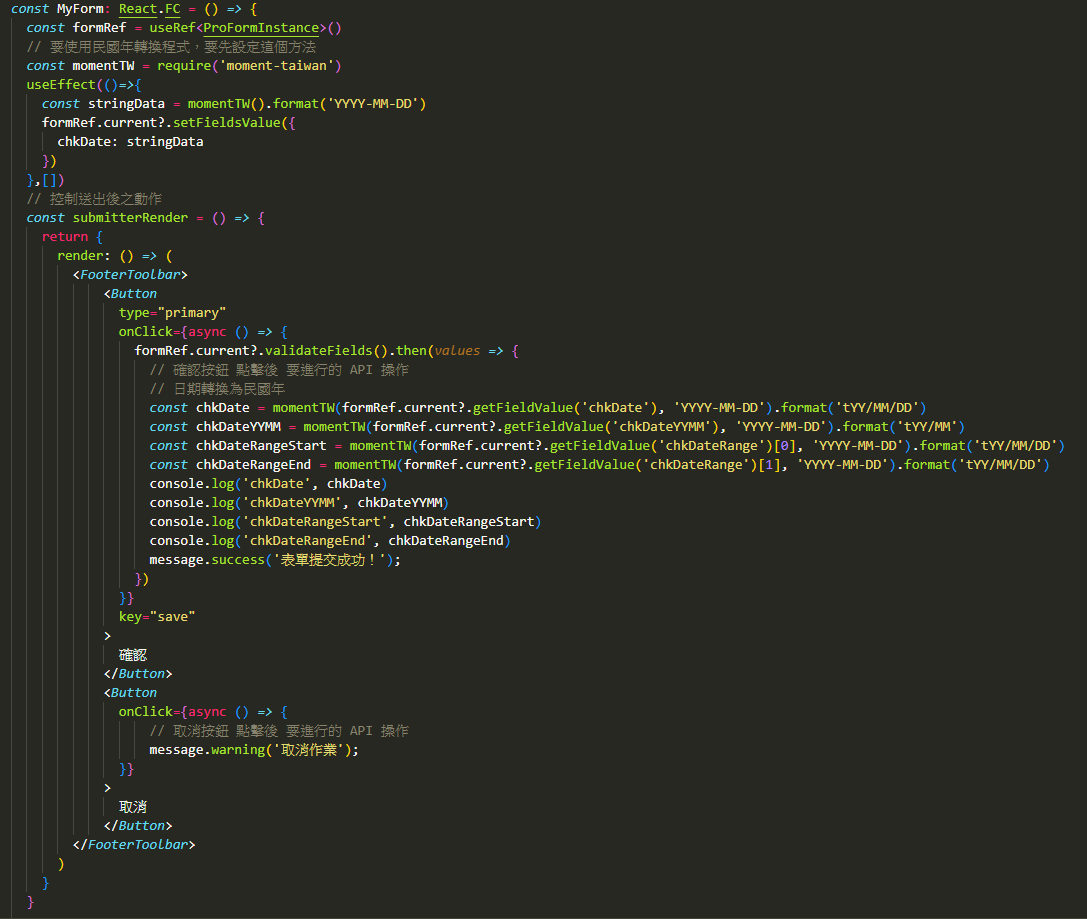 const MyForm: React.FC = () => {
const formRef = useRef<ProFormInstance>()
// 要使用民國年轉換程式，要先設定這個方法
const momentTW = require('moment-taiwan')
useEffect(()=>{
const stringData = momentTW().format('YYYY-MM-DD')
formRef.current?.setFieldsValue({
chkDate: stringData
})
},[])
// 控制送出後之動作
const submitterRender = () => {
return {
render: () => (
<FooterToolbar>
<Button
type="primary"
onClick={async () => {
formRef.current?.validateFields().then(values => {
// 確認按鈕 點擊後 要進行的 API 操作
// 日期轉換為民國年
const chkDate = momentTW(formRef.current?.getFieldValue('chkDate'), 'YYYY-MM-DD').format('tYY/MM/DD')
const chkDateYYMM = momentTW(formRef.current?.getFieldValue('chkDateYYMM'), 'YYYY-MM-DD').format('tYY/MM')
const chkDateRangeStart = momentTW(formRef.current?.getFieldValue('chkDateRange')[0], 'YYYY-MM-DD').format('tYY/MM/DD')
const chkDateRangeEnd = momentTW(formRef.current?.getFieldValue('chkDateRange')[1], 'YYYY-MM-DD').format('tYY/MM/DD')
console.log('chkDate', chkDate)
console.log('chkDateYYMM', chkDateYYMM)
console.log('chkDateRangeStart', chkDateRangeStart)
console.log('chkDateRangeEnd', chkDateRangeEnd)
message.success('表單提交成功！');
})
}}
key="save"
>
確認
</Button>
<Button
onClick={async () => {
// 取消按鈕 點擊後 要進行的 API 操作
message.warning('取消作業');
}}
>
取消
</Button>
</FooterToolbar>
)
}
}